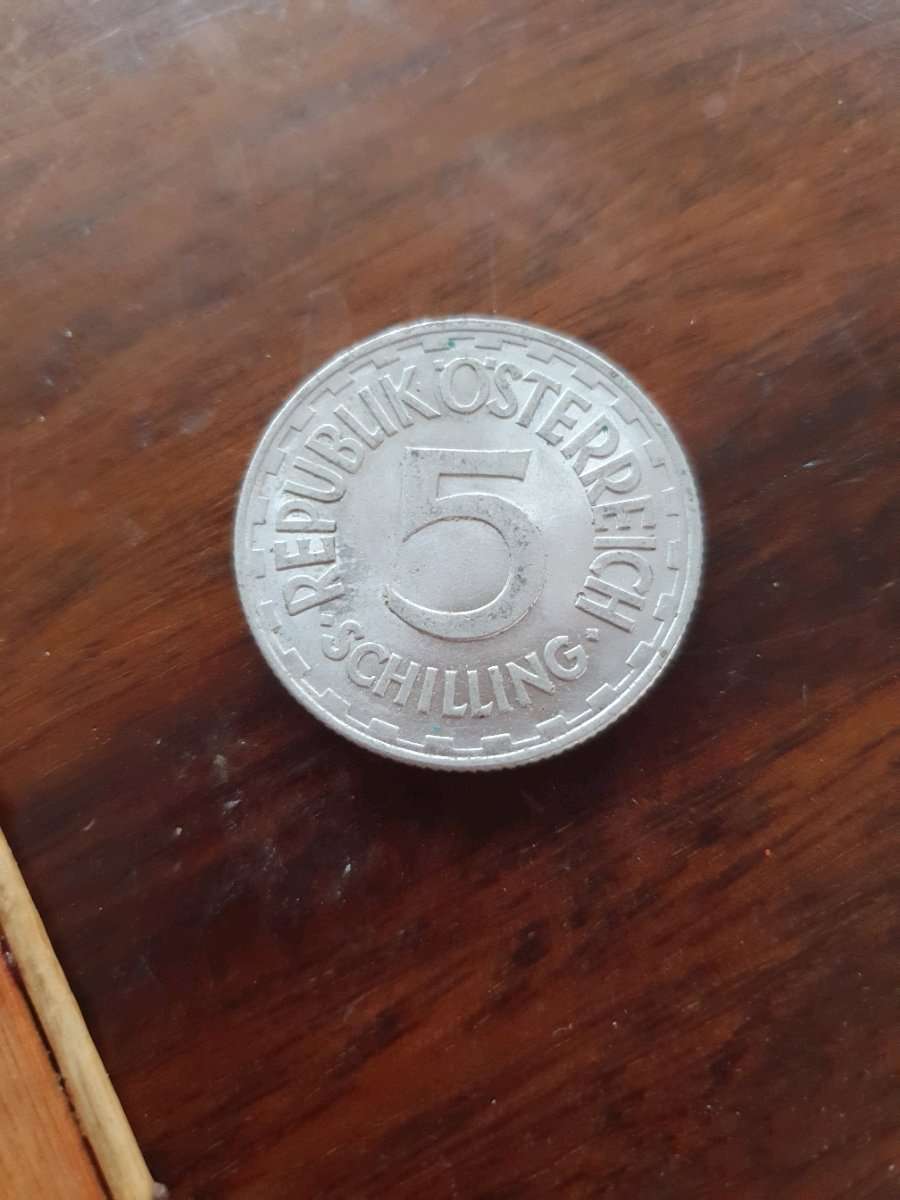 REPUBLIK ÖSTERREICH
5
· SCHILLING ·